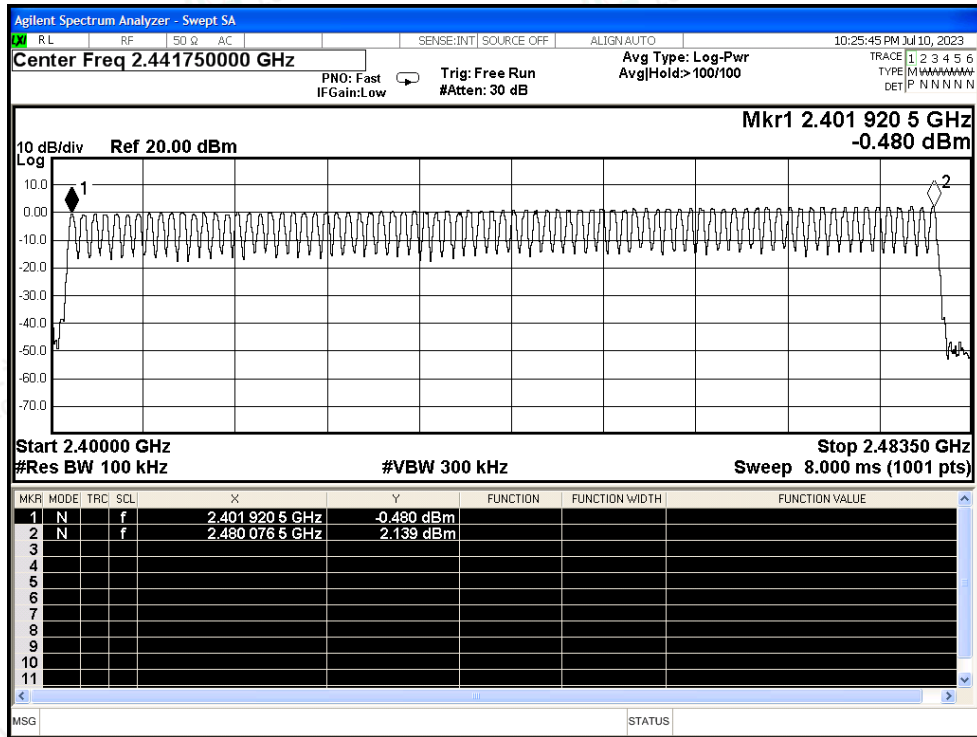 Agilent Spectrum Analyzer - Swept SA
LXI RL RF 50 Ω AC SENSE:INT SOURCE OFF ALIGN AUTO 10:25:45 PM Jul 10, 2023
Center Freq 2.441750000 GHz
PNO: Fast
IFGain:Low
Trig: Free Run
#Atten: 30 dB
Avg Type: Log-Pwr
Avg|Hold:>100/100
TRACE 1 2 3 4 5 6
TYPE M
DET P N N N N N
Mkr1 2.401 920 5 GHz
-0.480 dBm
10 dB/div Ref 20.00 dBm
Log
10.0
1
2
0.00
-10.0
-20.0
-30.0
-40.0
-50.0
-60.0
-70.0
Start 2.40000 GHz Stop 2.48350 GHz
#Res BW 100 kHz #VBW 300 kHz Sweep 8.000 ms (1001 pts)
MKR MODE TRC SCL X Y FUNCTION FUNCTION WIDTH FUNCTION VALUE
1 N f 2.401 920 5 GHz -0.480 dBm
2 N f 2.480 076 5 GHz 2.139 dBm
3
4
5
6
7
8
9
10
11
MSG STATUS